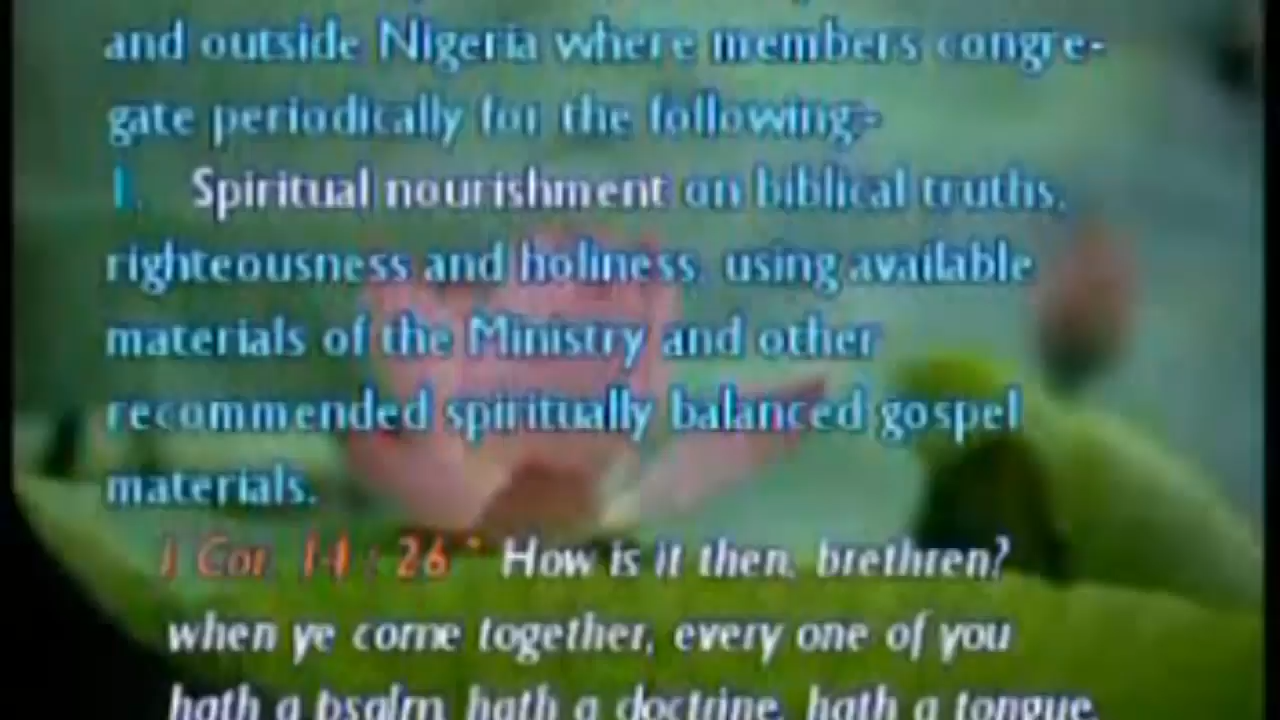 and outside Nigeria where members congre-
gate periodically for the following:-
1. Spiritual nourishment on biblical truths,
righteousness and holiness, using available
materials of the Ministry and other
recommended spiritually balanced gospel
materials.
1 Cor. 14 : 26 " How is it then, brethren?
when ye come together, every one of you
hath a psalm, hath a doctrine, hath a tongue,